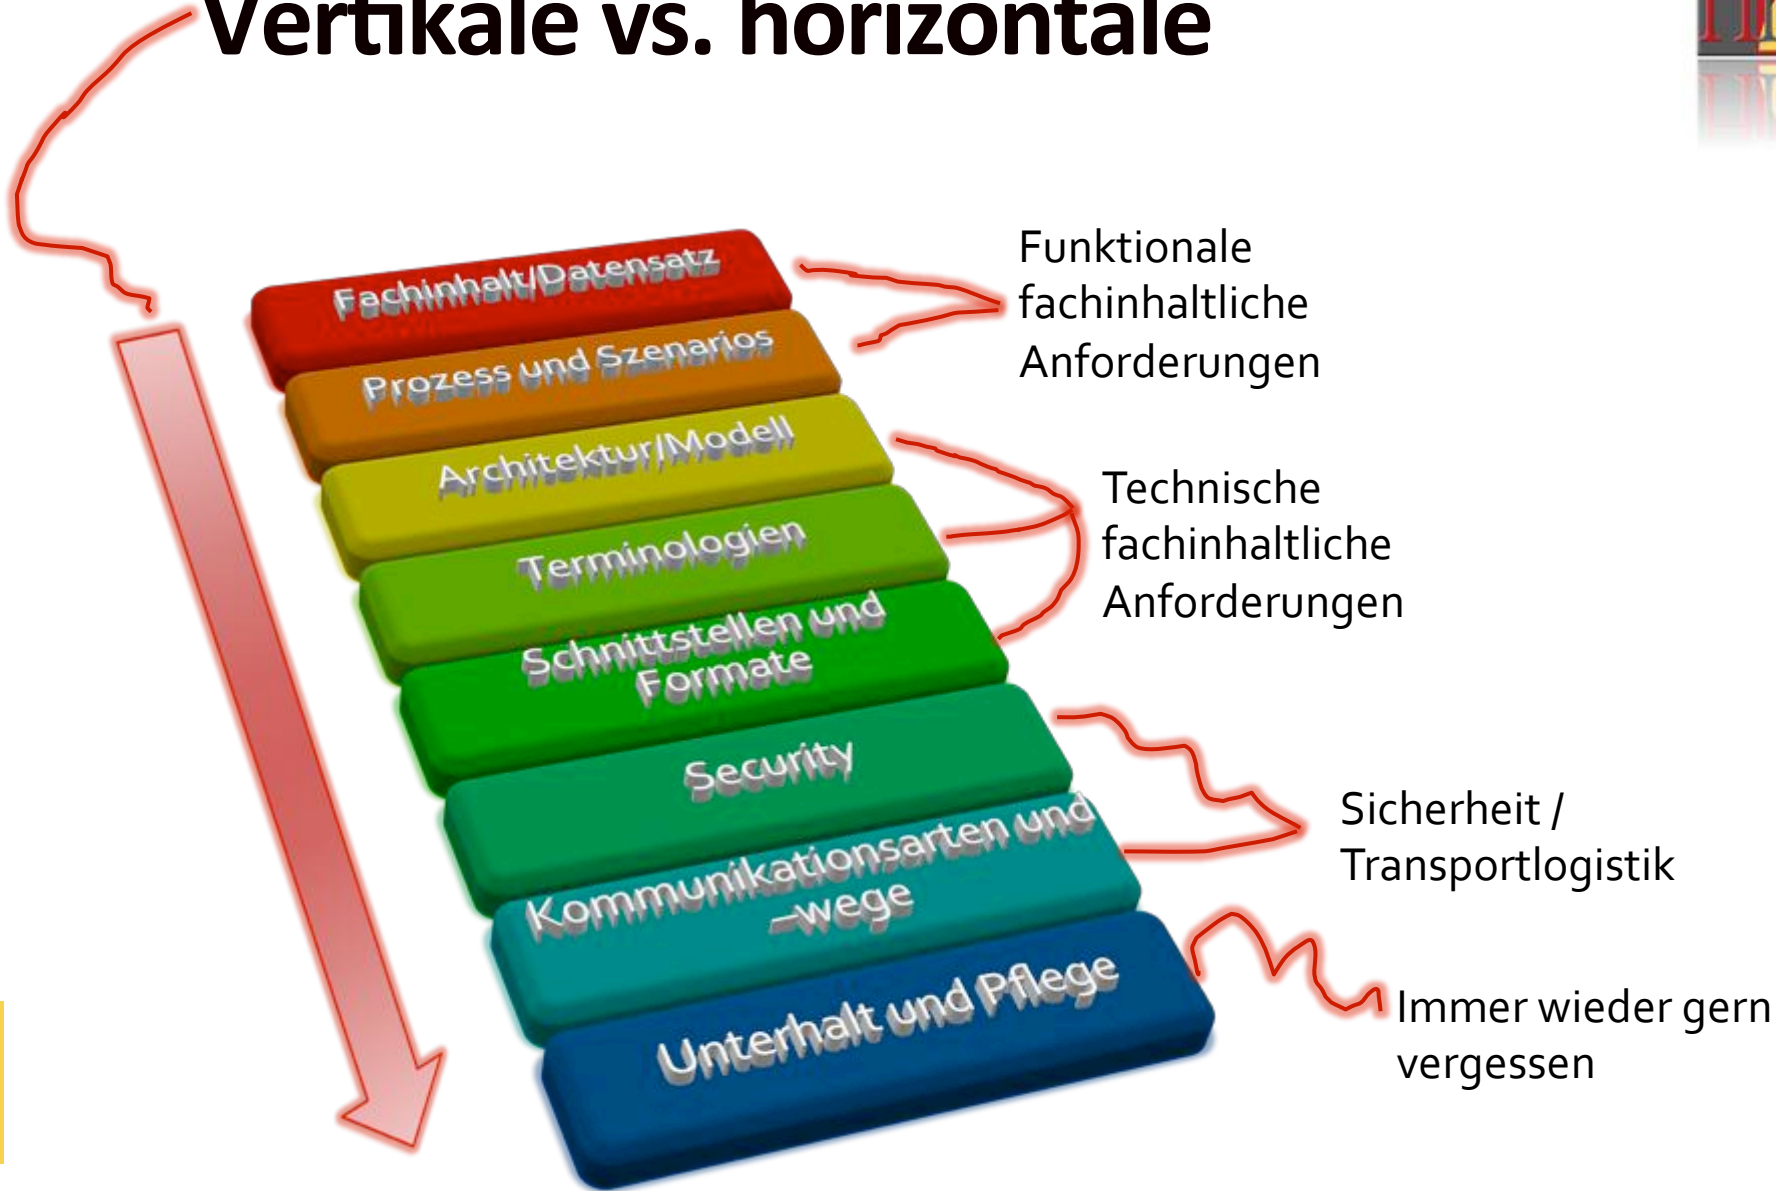 Vertikale vs. horizontale
Fachinhalt/Datensatz
Prozess und Szenarios
Architektur/Modell
Terminologien
Schnittstellen und
Formate
Security
Kommunikationsarten und
–wege
Unterhalt und Pflege
Funktionale
fachinhaltliche
Anforderungen
Technische
fachinhaltliche
Anforderungen
Sicherheit /
Transportlogistik
Immer wieder gern
vergessen